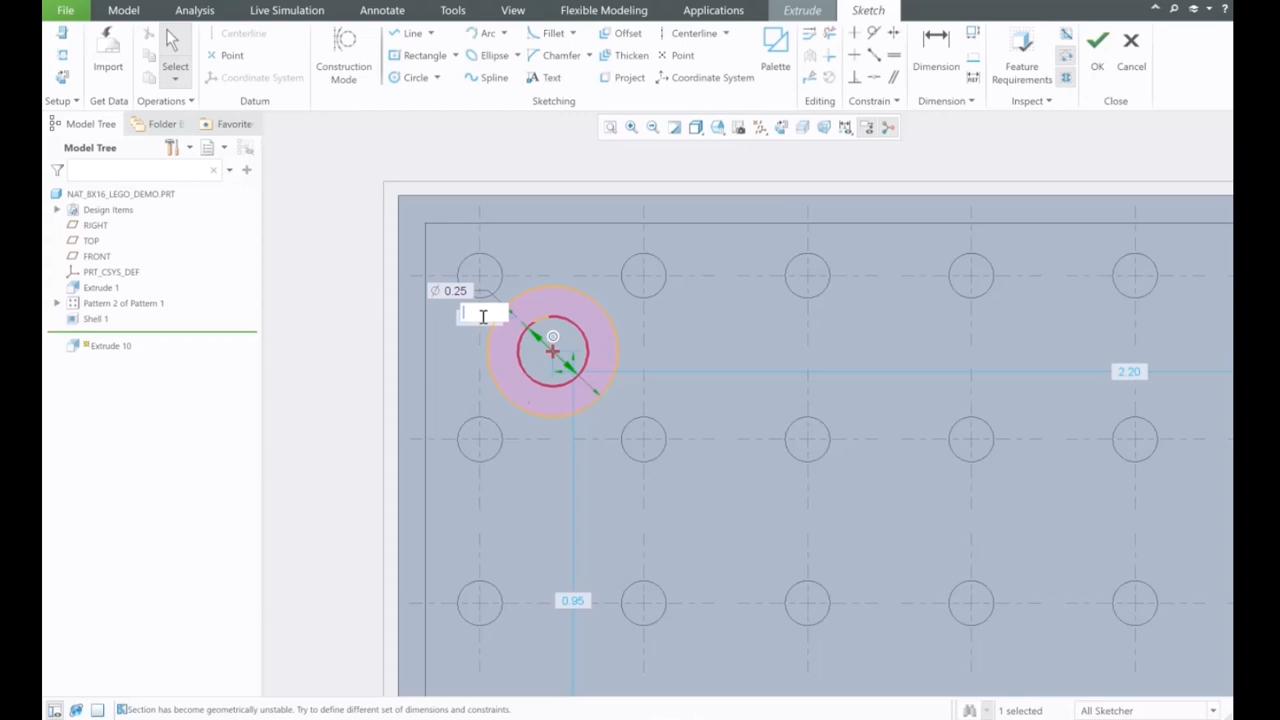 File Model Analysis Live Simulation Annotate Tools View Flexible Modeling Applications Extrude Sketch
Centerline Line Arc Fillet Offset Centerline
Import Select Point Construction Mode Rectangle Ellipse Chamfer Thicken Point Palette Dimension Feature Requirements OK Cancel
Coordinate System Circle Spline Text Project Coordinate System
Setup Get Data Operations Datum Sketching Editing Constrain Dimension Inspect Close
Model Tree Folder Favorite
Model Tree
NAT_8X16_LEGO_DEMO.PRT
Design Items
RIGHT
TOP
FRONT
PRT_CSYS_DEF
Extrude 1
Pattern 2 of Pattern 1
Shell 1
Extrude 10
Ø 0.25
2.20
0.95
Section has become geometrically unstable. Try to define different set of dimensions and constraints.
1 selected All Sketcher